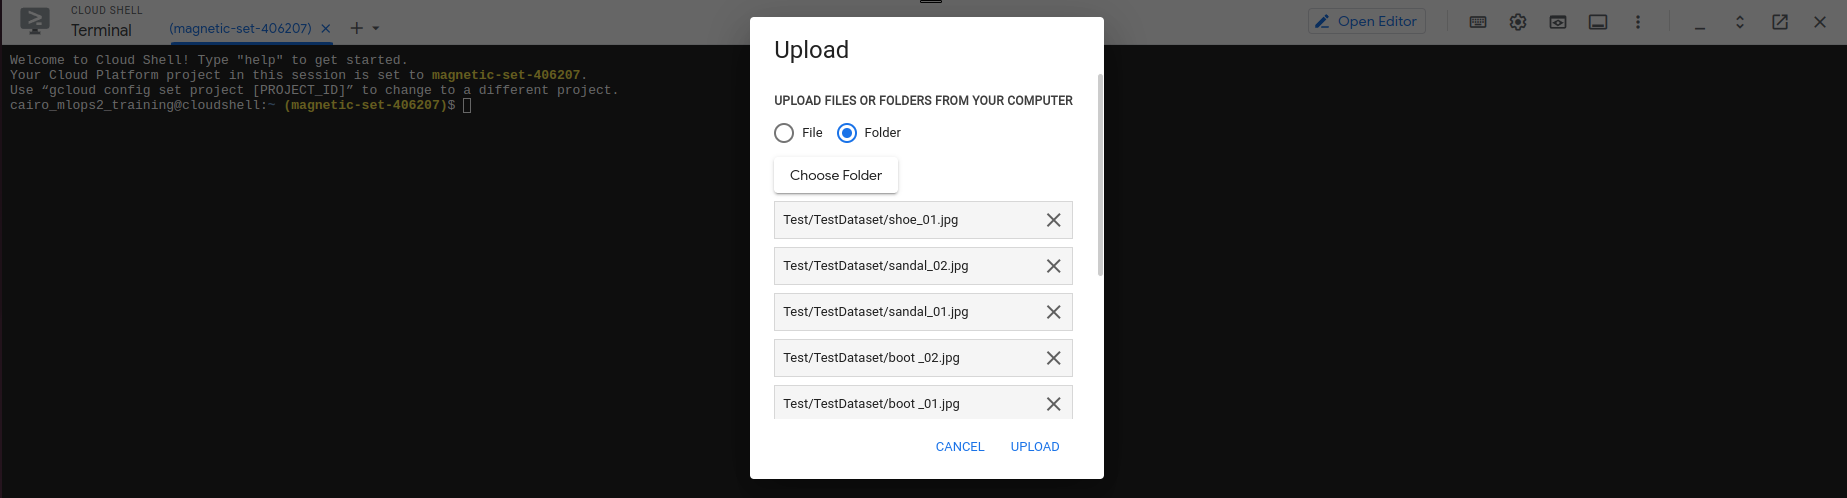 CLOUD SHELL
Terminal
(magnetic-set-406207)
Open Editor
Welcome to Cloud Shell! Type "help" to get started.
Your Cloud Platform project in this session is set to magnetic-set-406207.
Use “gcloud config set project [PROJECT_ID]” to change to a different project.
cairo_mlops2_training@cloudshell:~ (magnetic-set-406207)$
Upload
UPLOAD FILES OR FOLDERS FROM YOUR COMPUTER
File Folder
Choose Folder
Test/TestDataset/shoe_01.jpg
Test/TestDataset/sandal_02.jpg
Test/TestDataset/sandal_01.jpg
Test/TestDataset/boot _02.jpg
Test/TestDataset/boot _01.jpg
CANCEL UPLOAD